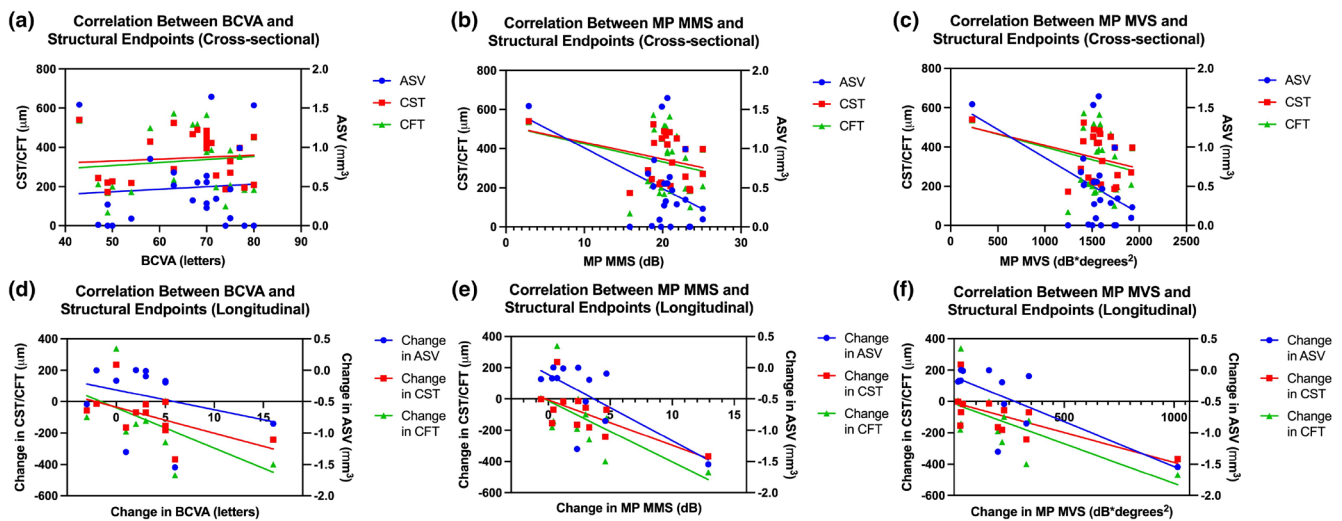 (a)
Correlation Between BCVA and
Structural Endpoints (Cross-sectional)
800
600
400
200
0
CST/CFT (μm)
2.0
1.5
1.0
0.5
0.0
ASV (mm³)
ASV
CST
CFT
40
50
60
70
80
90
BCVA (letters)
(b)
Correlation Between MP MMS and
Structural Endpoints (Cross-sectional)
800
600
400
200
0
CST/CFT (μm)
2.0
1.5
1.0
0.5
0.0
ASV (mm³)
ASV
CST
CFT
0
10
20
30
MP MMS (dB)
(c)
Correlation Between MP MVS and
Structural Endpoints (Cross-sectional)
800
600
400
200
0
CST/CFT (μm)
2.0
1.5
1.0
0.5
0.0
ASV (mm³)
ASV
CST
CFT
0
500
1000
1500
2000
2500
MP MVS (dB*degrees²)
(d)
Correlation Between BCVA and
Structural Endpoints (Longitudinal)
400
200
0
-200
-400
-600
Change in CST/CFT (μm)
0.5
0.0
-0.5
-1.0
-1.5
-2.0
Change in ASV (mm³)
Change
in ASV
Change
in CST
Change
in CFT
0
5
10
15
Change in BCVA (letters)
(e)
Correlation Between MP MMS and
Structural Endpoints (Longitudinal)
400
200
0
-200
-400
-600
Change in CST/CFT (μm)
0.5
0.0
-0.5
-1.0
-1.5
-2.0
Change in ASV (mm³)
Change
in ASV
Change
in CST
Change
in CFT
0
5
10
15
Change in MP MMS (dB)
(f)
Correlation Between MP MVS and
Structural Endpoints (Longitudinal)
400
200
0
-200
-400
-600
Change in CST/CFT (μm)
0.5
0.0
-0.5
-1.0
-1.5
-2.0
Change in ASV (mm³)
Change
in ASV
Change
in CST
Change
in CFT
500
1000
Change in MP MVS (dB*degrees²)